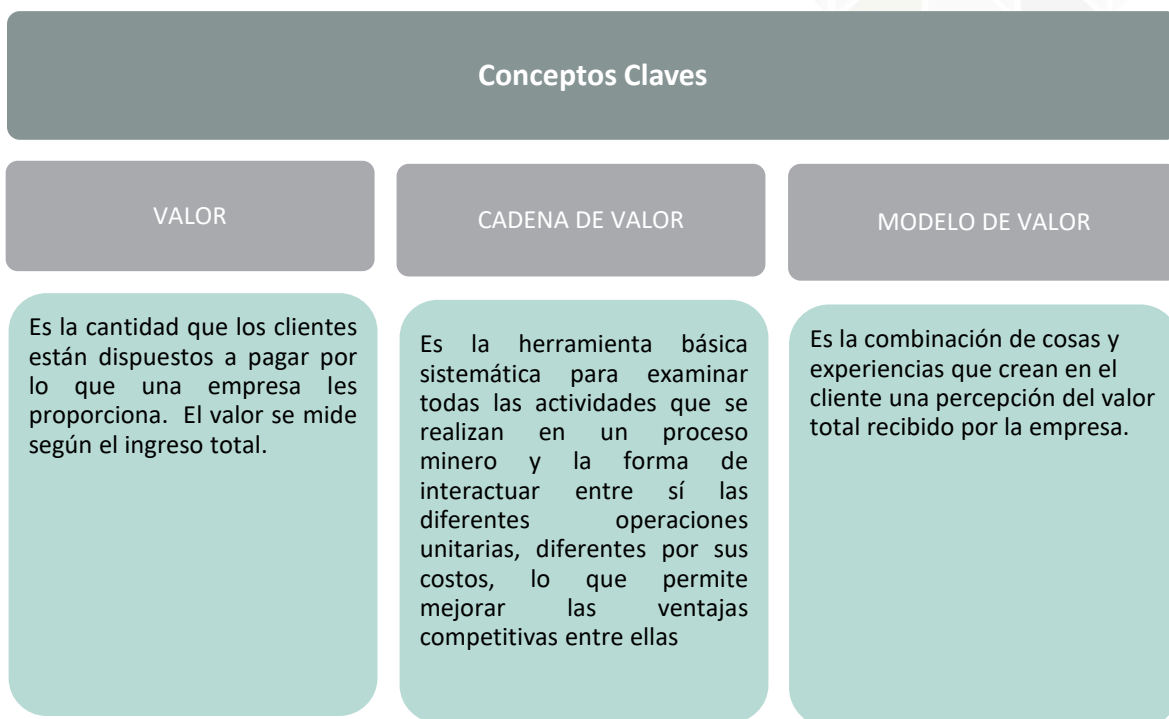 Conceptos Claves
VALOR
Es la cantidad que los clientes
están dispuestos a pagar por
lo que una empresa les
proporciona. El valor se mide
según el ingreso total.
CADENA DE VALOR
Es la herramienta básica
sistemática para examinar
todas las actividades que se
realizan en un proceso
minero y la forma de
interactuar entre sí las
diferentes operaciones
unitarias, diferentes por sus
costos, lo que permite
mejorar las ventajas
competitivas entre ellas
MODELO DE VALOR
Es la combinación de cosas y
experiencias que crean en el
cliente una percepción del valor
total recibido por la empresa.